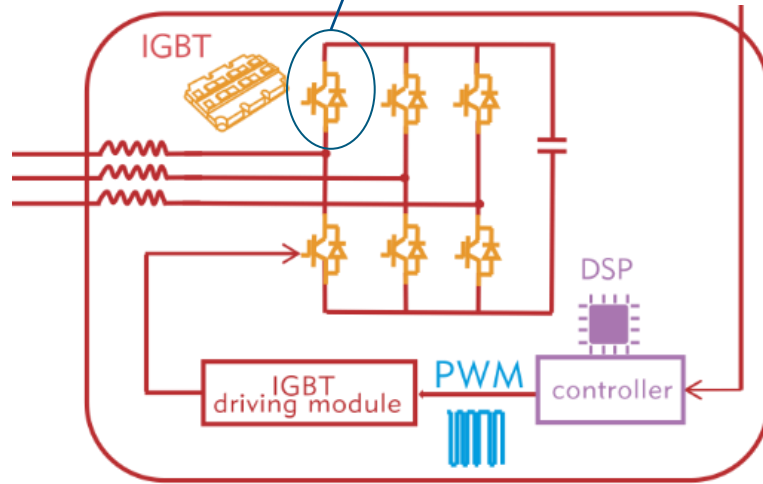 IGBT
DSP
IGBT
driving module
PWM
controller